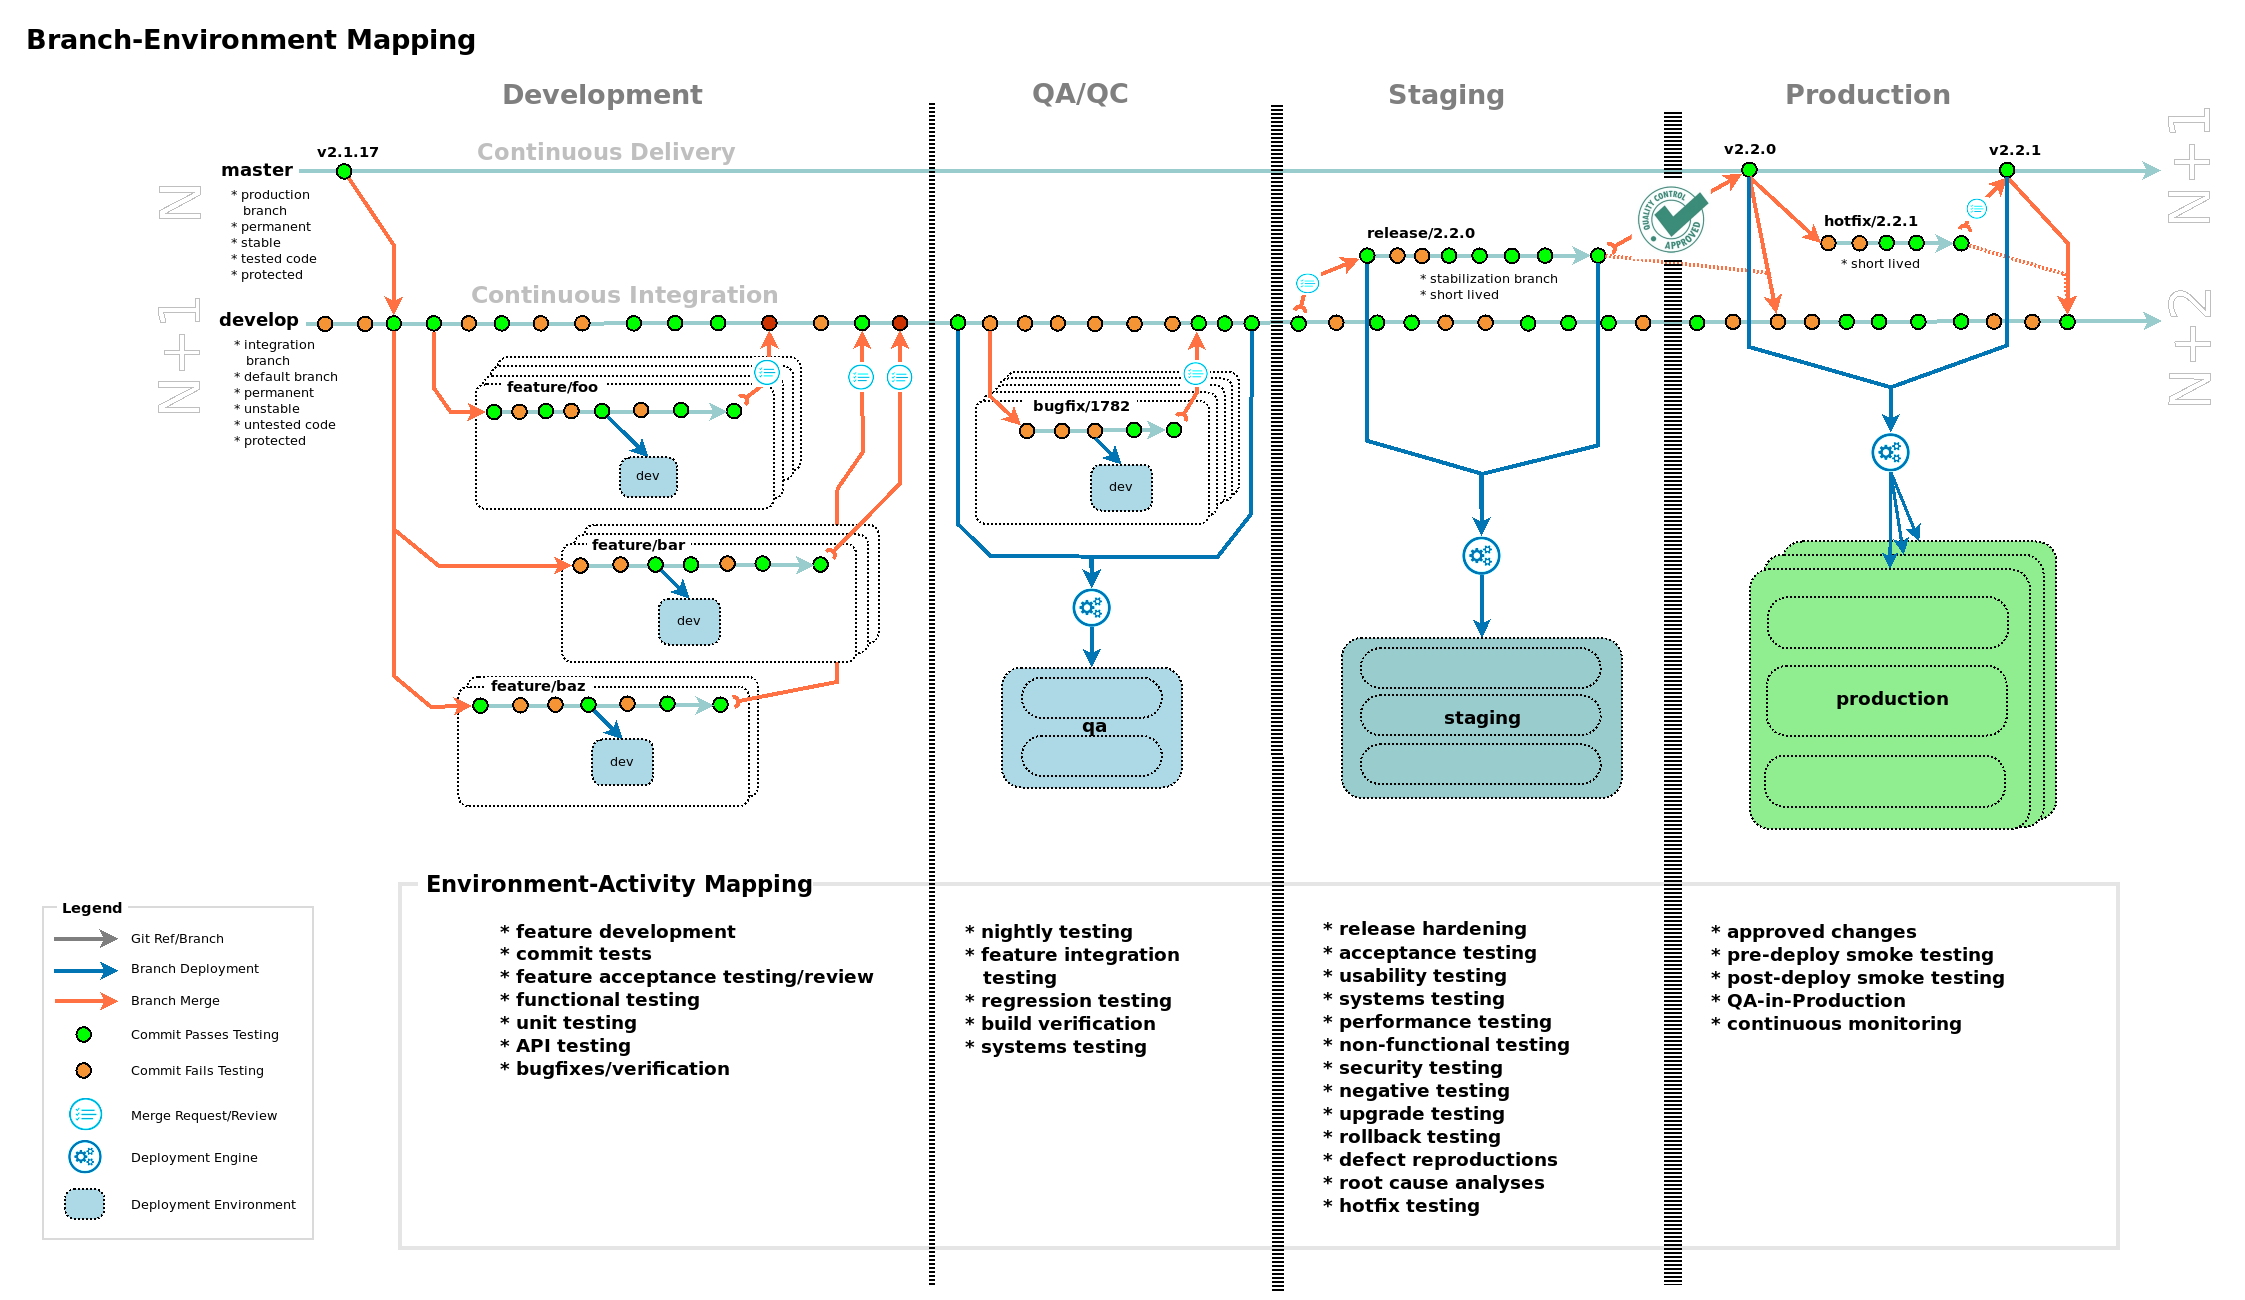 Branch-Environment Mapping
Development
QA/QC
Staging
Production
Continuous Delivery
v2.1.17
master
* production
branch
* permanent
* stable
* tested code
* protected
N
N+1
v2.2.0
v2.2.1
N+1
N+2
QUALITY CONTROL
APPROVED
release/2.2.0
* stabilization branch
* short lived
hotfix/2.2.1
* short lived
Continuous Integration
develop
* integration
branch
* default branch
* permanent
* unstable
* untested code
* protected
feature/foo
dev
feature/bar
dev
feature/baz
dev
bugfix/1782
dev
qa
staging
production
Environment-Activity Mapping
* feature development
* commit tests
* feature acceptance testing/review
* functional testing
* unit testing
* API testing
* bugfixes/verification
* nightly testing
* feature integration
testing
* regression testing
* build verification
* systems testing
* release hardening
* acceptance testing
* usability testing
* systems testing
* performance testing
* non-functional testing
* security testing
* negative testing
* upgrade testing
* rollback testing
* defect reproductions
* root cause analyses
* hotfix testing
* approved changes
* pre-deploy smoke testing
* post-deploy smoke testing
* QA-in-Production
* continuous monitoring
Legend
Git Ref/Branch
Branch Deployment
Branch Merge
Commit Passes Testing
Commit Fails Testing
Merge Request/Review
Deployment Engine
Deployment Environment